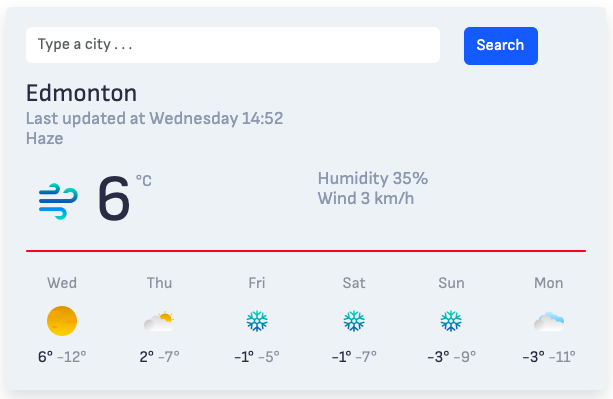 Type a city . . .
Search
Edmonton
Last updated at Wednesday 14:52
Haze
6 °C
Humidity 35%
Wind 3 km/h
Wed Thu Fri Sat Sun Mon
6° -12° 2° -7° -1° -5° -1° -7° -3° -9° -3° -11°